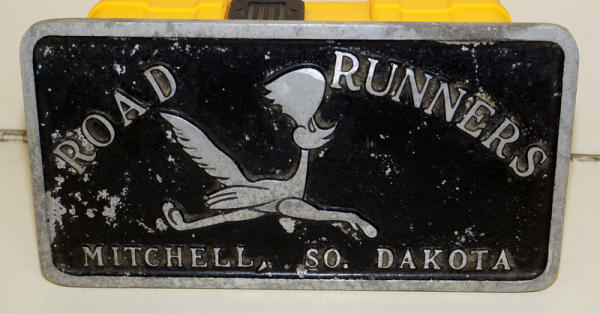 ROAD RUNNERS
MITCHELL, SO. DAKOTA